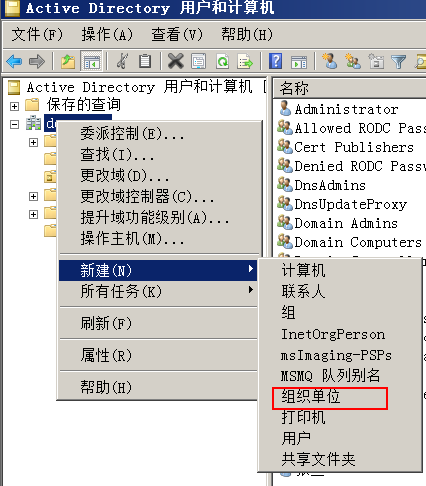 Active Directory 用户和计算机
文件(F) 操作(A) 查看(V) 帮助(H)
Active Directory 用户和计算机 [
保存的查询
委派控制(E)...
查找(I)...
更改域(D)...
更改域控制器(C)...
提升域功能级别(A)...
操作主机(M)...
新建(N)
所有任务(K)
刷新(F)
属性(R)
帮助(H)
名称
Administrator
Allowed RODC Pass
Cert Publishers
Denied RODC Passw
DnsAdmins
DnsUpdateProxy
Domain Admins
Domain Computers
计算机
联系人
组
InetOrgPerson
msImaging-PSPs
MSMQ 队列别名
组织单位
打印机
用户
共享文件夹